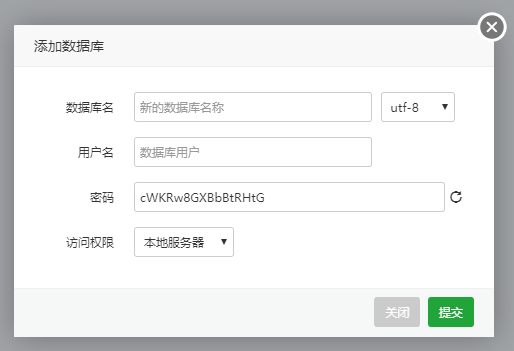 添加数据库
数据库名 新的数据库名称 utf-8
用户名 数据库用户
密码 cWKRw8GXBbBtRHtG
访问权限 本地服务器
关闭 提交